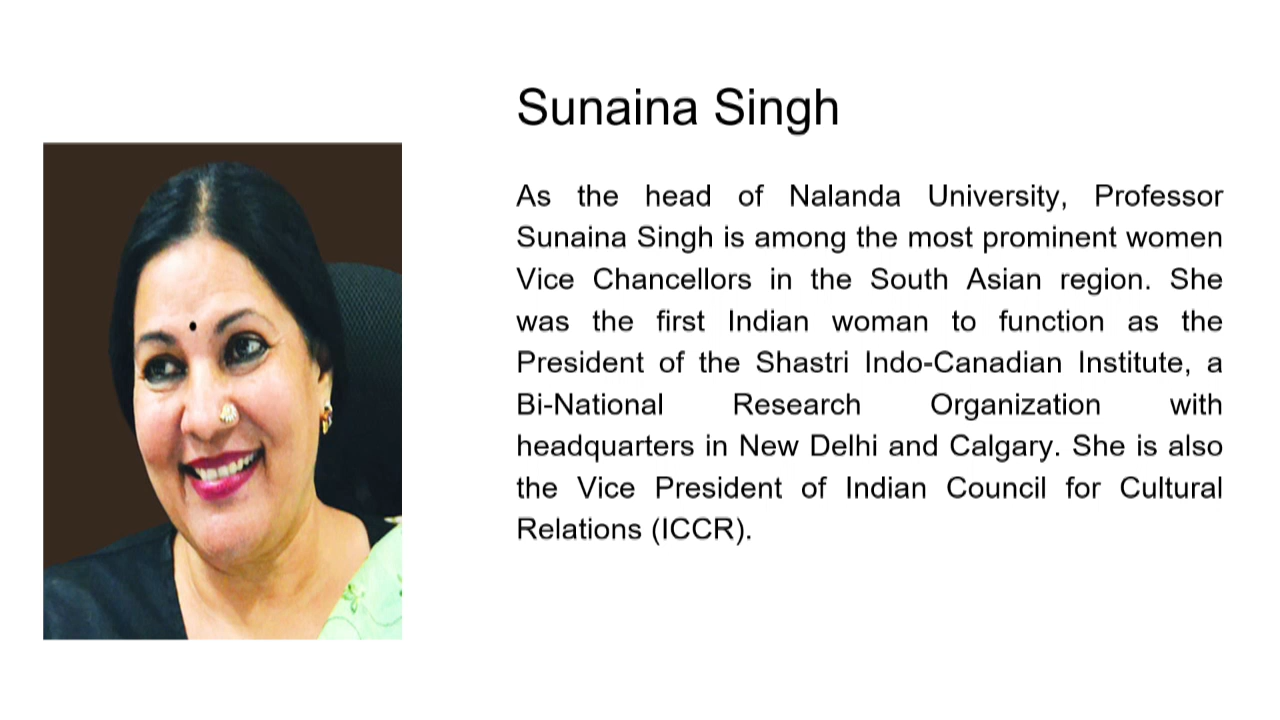 Sunaina Singh
As the head of Nalanda University, Professor
Sunaina Singh is among the most prominent women
Vice Chancellors in the South Asian region. She
was the first Indian woman to function as the
President of the Shastri Indo-Canadian Institute, a
Bi-National Research Organization with
headquarters in New Delhi and Calgary. She is also
the Vice President of Indian Council for Cultural
Relations (ICCR).